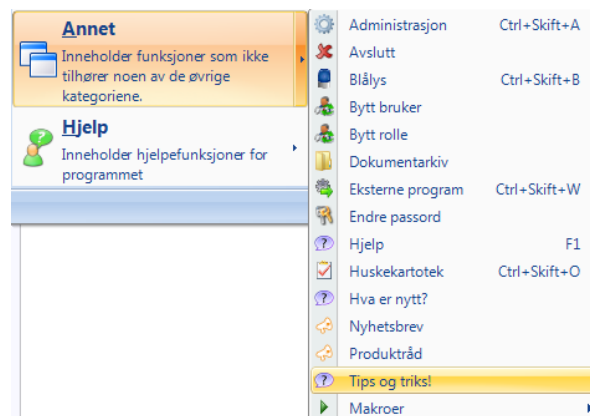 Annet
Inneholder funksjoner som ikke
tilhører noen av de øvrige
kategoriene.
Hjelp
Inneholder hjelpefunksjoner for
programmet
Administrasjon Ctrl+Skift+A
Avslutt
Blålys Ctrl+Skift+B
Bytt bruker
Bytt rolle
Dokumentarkiv
Eksterne program Ctrl+Skift+W
Endre passord
Hjelp F1
Huskekartotek Ctrl+Skift+O
Hva er nytt?
Nyhetsbrev
Produktråd
Tips og triks!
Makroer